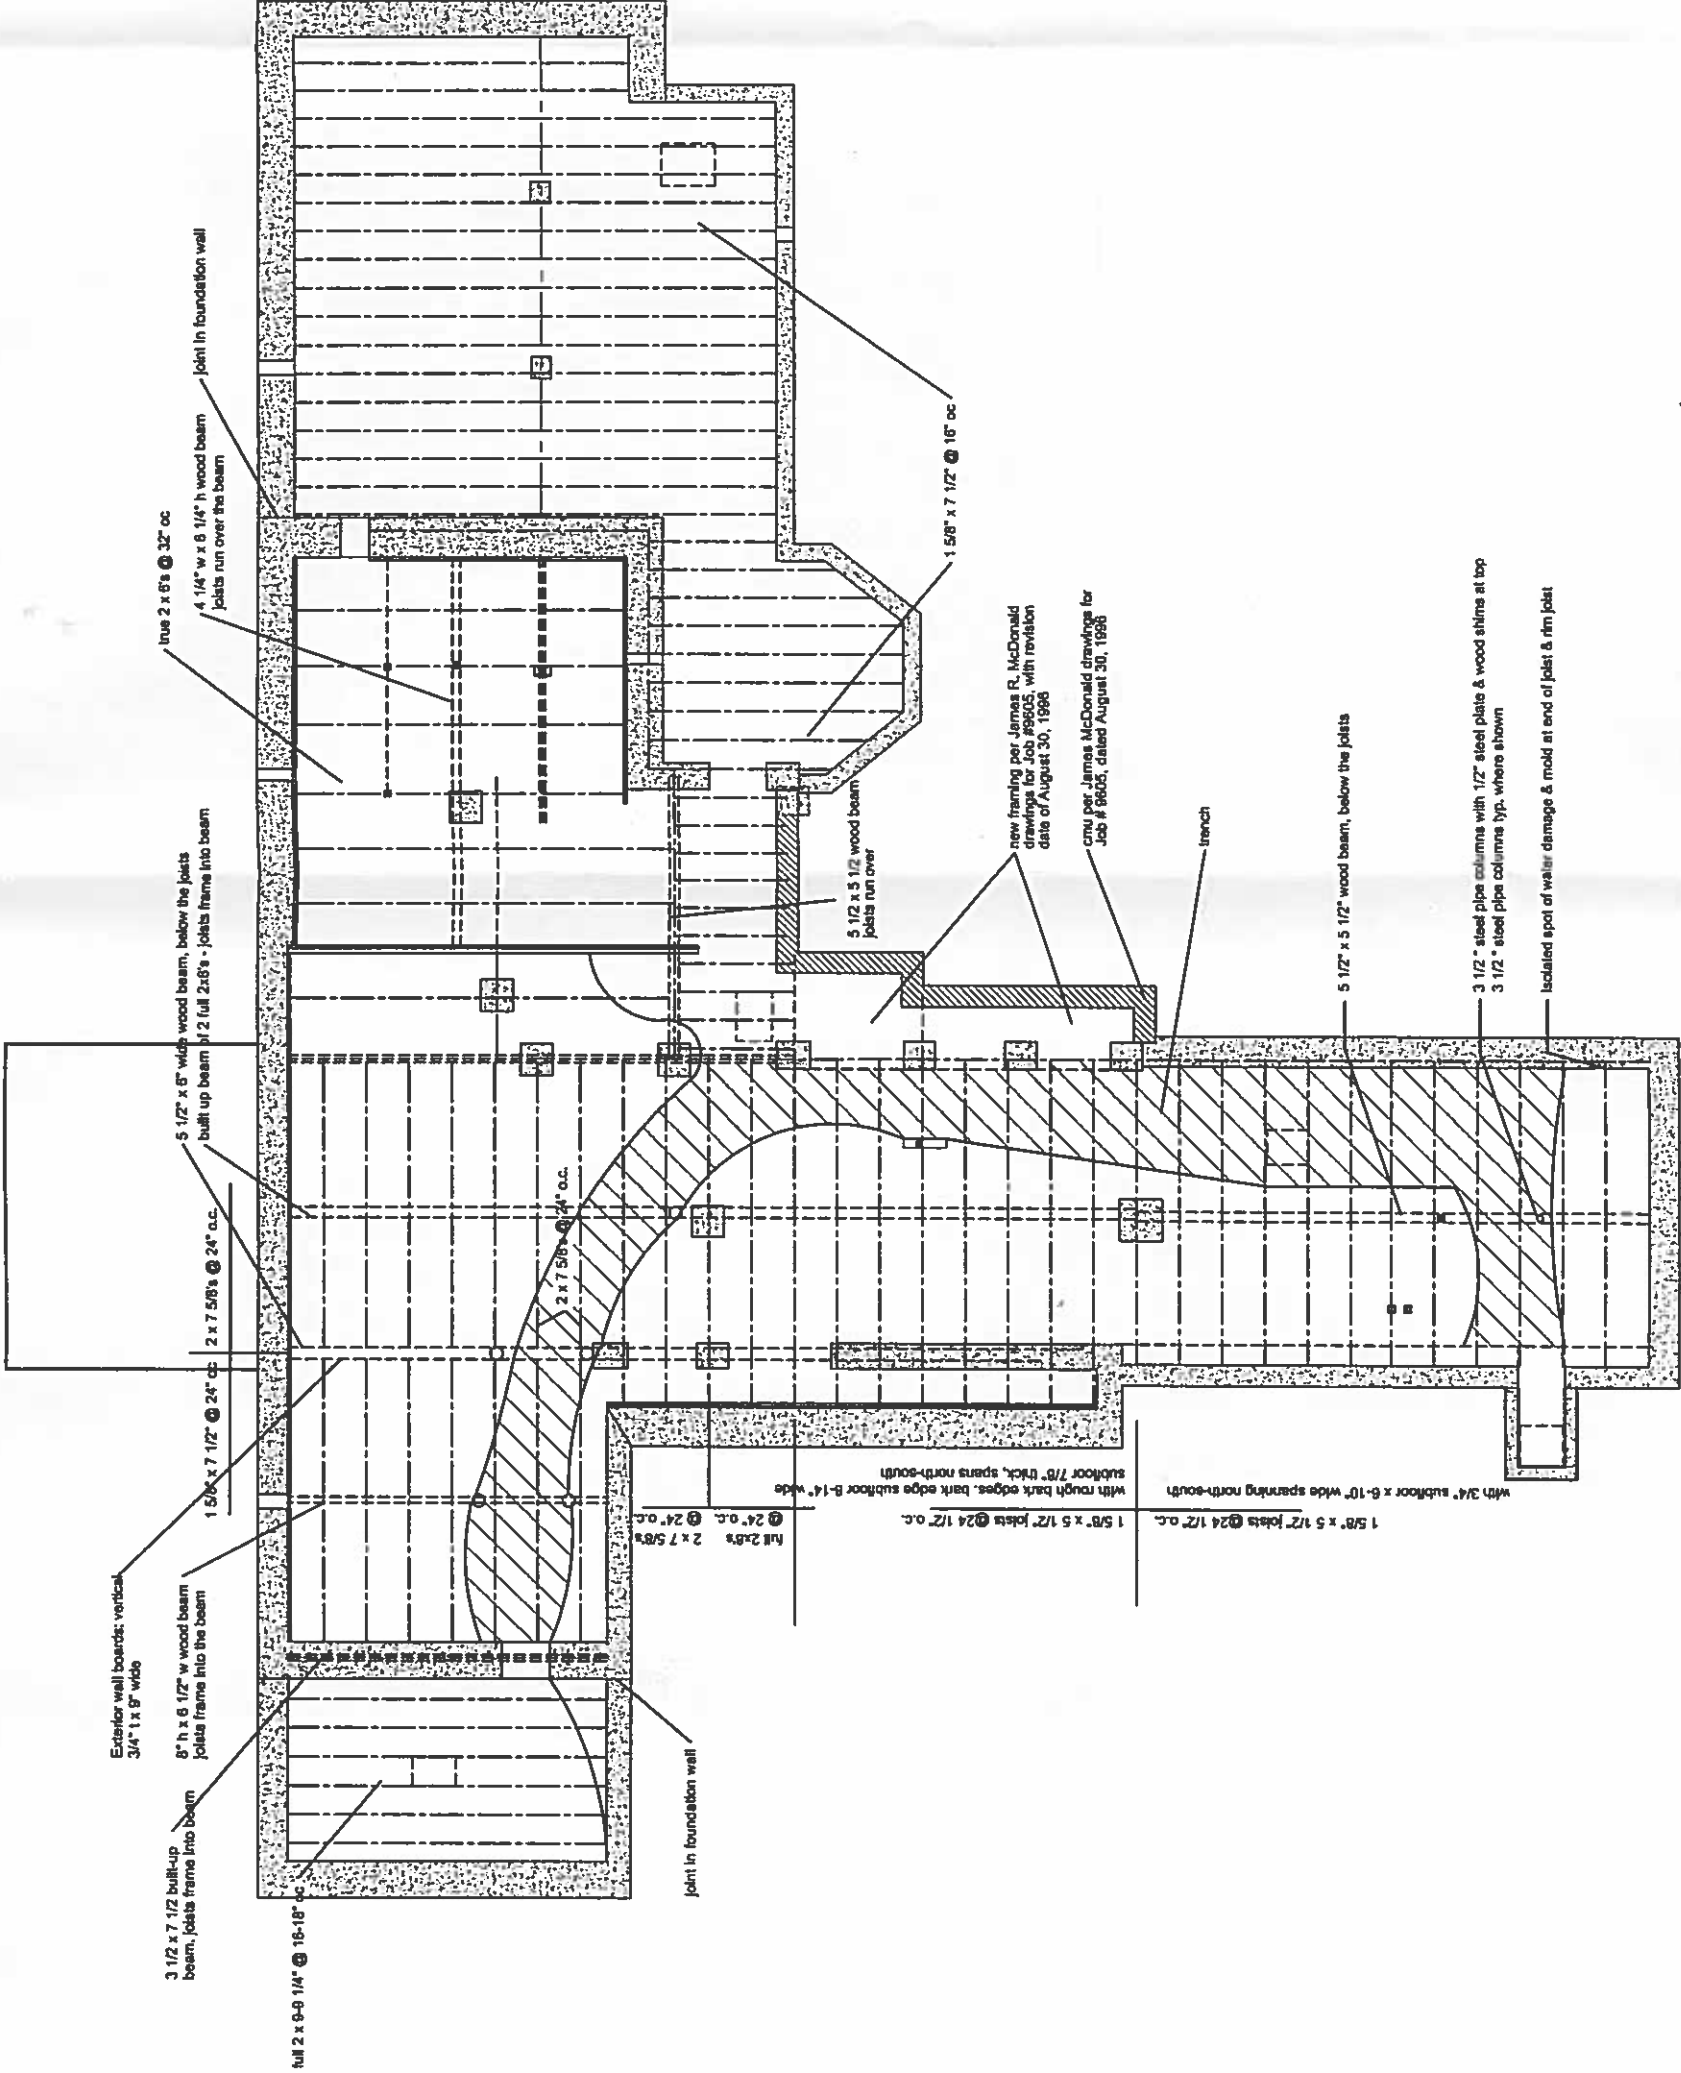 full 2 x 9-9 1/4" @ 16-18" oc
3 1/2 x 7 1/2 built-up
beam, joists frame into beam
Exterior wall boards: vertical
3/4" t x 9" wide
8" h x 6 1/2" w wood beam
joists frame into the beam
1 5/8" x 7 1/2" @ 24" oc
2 x 7 5/8's @ 24" o.c.
5 1/2" x 6" wide wood beam, below the joists
built up beam of 2 full 2x6's - joists frame into beam
true 2 x 6's @ 32" oc
4 1/4" w x 6 1/4" h wood beam
joists run over the beam
joint in foundation wall
2 x 7 5/8's @ 24" o.c.
joint in foundation wall
5 1/2 x 5 1/2 wood beam
joists run over
1 5/8" x 7 1/2" @ 16" oc
new framing per James R. McDonald
drawings for Job #9605, with revision
date of August 30, 1996
cmu per James McDonald drawings for
Job # 9605, dated August 30, 1996
trench
5 1/2" x 5 1/2" wood beam, below the joists
3 1/2 " steel pipe columns with 1/2" steel plate & wood shims at top
3 1/2 " steel pipe columns typ. where shown
Isolated spot of water damage & mold at end of joist & rim joist
2 x 7 5/8's
@ 24" o.c.
full 2x8's
@ 24" o.c.
1 5/8" x 5 1/2" joists @24 1/2" o.c.
with rough bark edges. bark edge subfloor 8-14" wide
subfloor 7/8" thick, spans north-south
1 5/8" x 5 1/2" joists @24 1/2" o.c.
with 3/4" subfloor x 6-10" wide spanning north-south